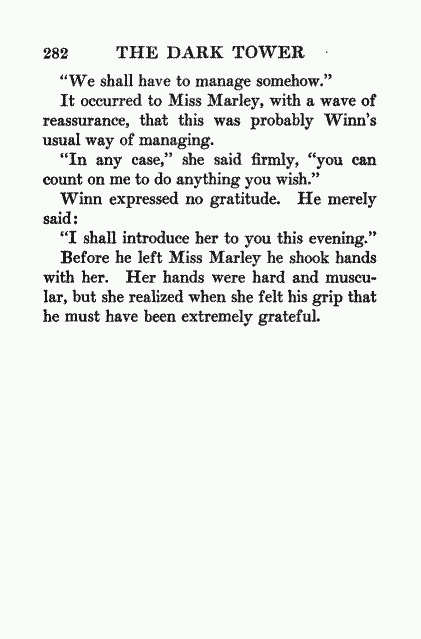 282 THE DARK TOWER
“We shall have to manage somehow.”
It occurred to Miss Marley, with a wave of
reassurance, that this was probably Winn’s
usual way of managing.
“In any case,” she said firmly, “you can
count on me to do anything you wish.”
Winn expressed no gratitude. He merely
said:
“I shall introduce her to you this evening.”
Before he left Miss Marley he shook hands
with her. Her hands were hard and muscu-
lar, but she realized when she felt his grip that
he must have been extremely grateful.